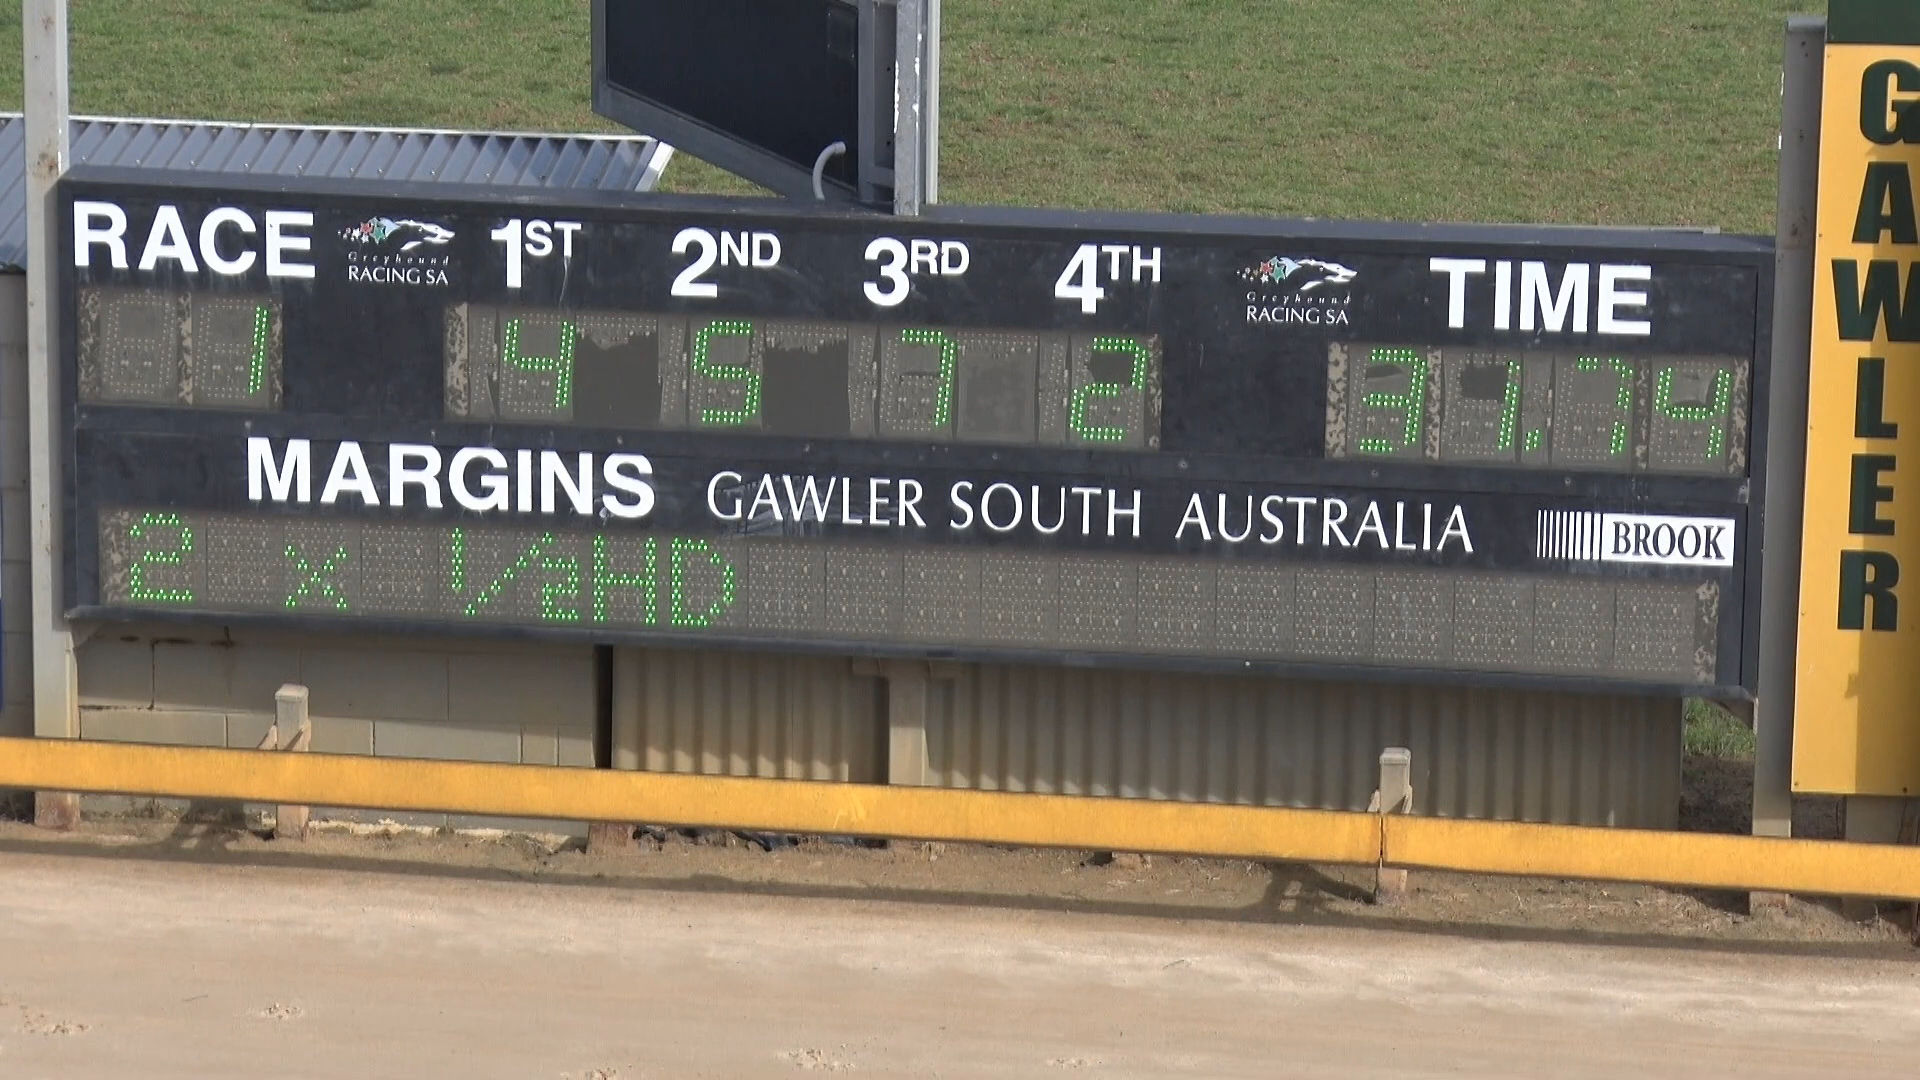 RACE Greyhound RACING SA 1ST 2ND 3RD 4TH Greyhound RACING SA TIME
1 4 5 7 2 31.74
MARGINS GAWLER SOUTH AUSTRALIA BROOK
2 x 1/2HD
GAWLER